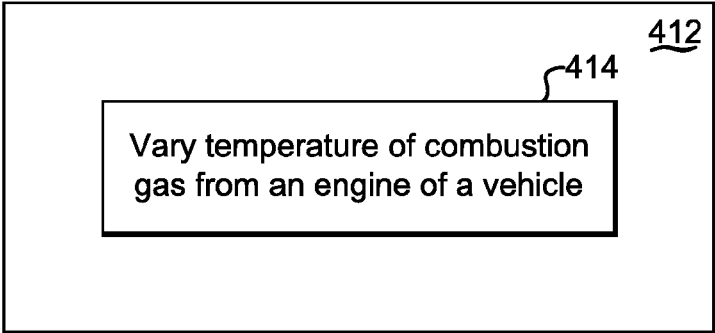 412
414
Vary temperature of combustion
gas from an engine of a vehicle